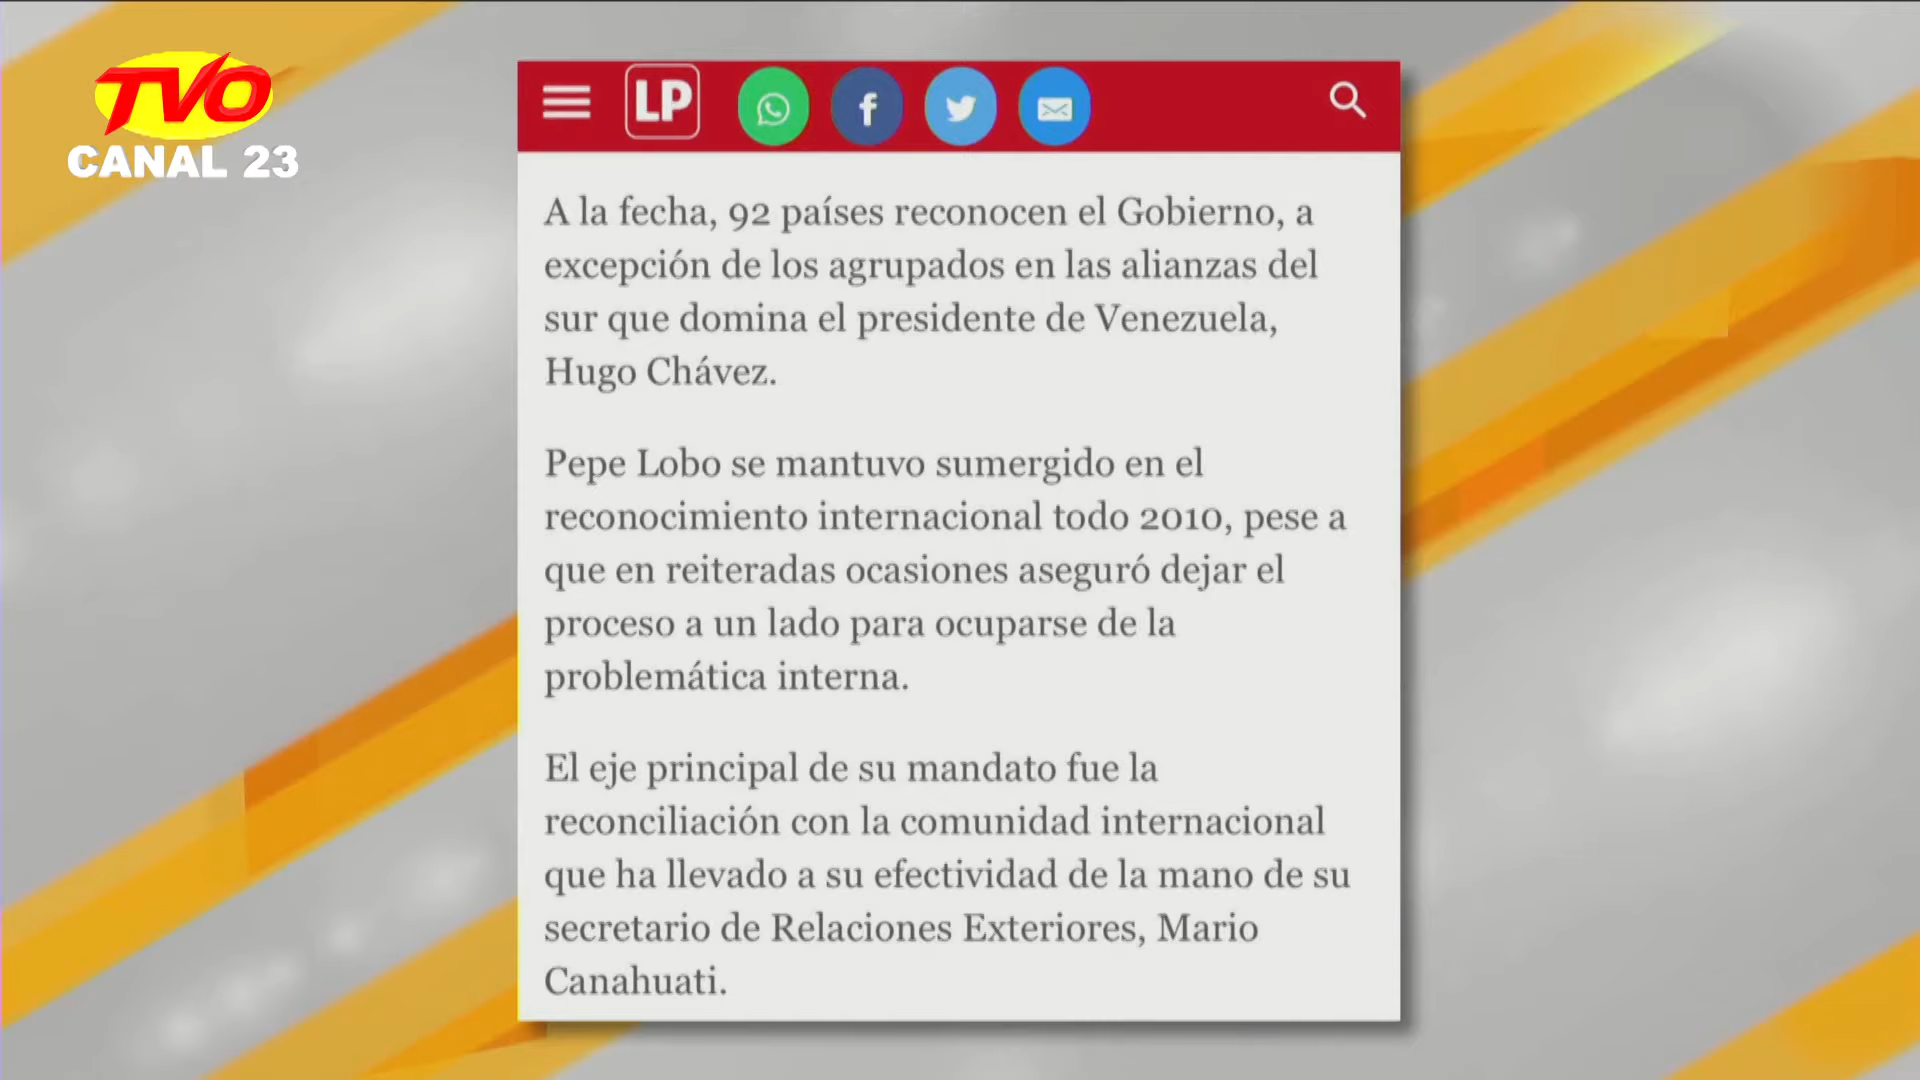 TVO
CANAL 23
LP
A la fecha, 92 países reconocen el Gobierno, a
excepción de los agrupados en las alianzas del
sur que domina el presidente de Venezuela,
Hugo Chávez.
Pepe Lobo se mantuvo sumergido en el
reconocimiento internacional todo 2010, pese a
que en reiteradas ocasiones aseguró dejar el
proceso a un lado para ocuparse de la
problemática interna.
El eje principal de su mandato fue la
reconciliación con la comunidad internacional
que ha llevado a su efectividad de la mano de su
secretario de Relaciones Exteriores, Mario
Canahuati.